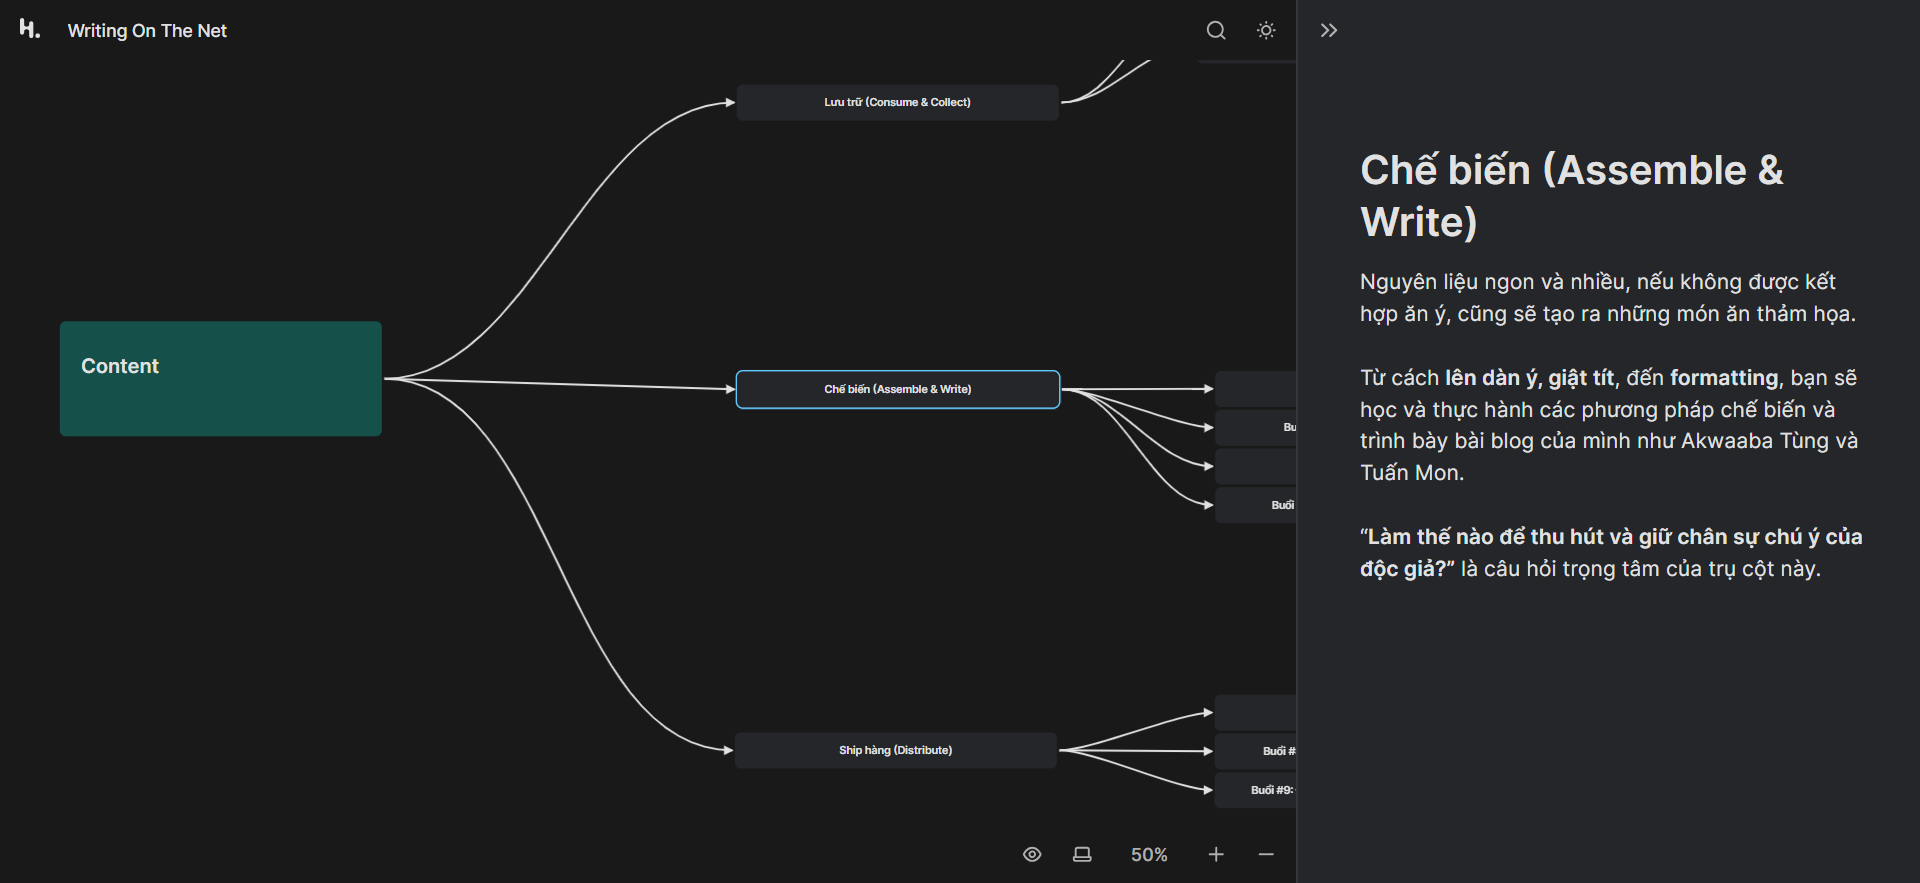 H.
Writing On The Net
Lưu trữ (Consume & Collect)
Content
Chế biến (Assemble & Write)
Bu
Buổi
Ship hàng (Distribute)
Buổi #
Buổi #9:
50%
Chế biến (Assemble &
Write)
Nguyên liệu ngon và nhiều, nếu không được kết
hợp ăn ý, cũng sẽ tạo ra những món ăn thảm họa.
Từ cách lên dàn ý, giật tít, đến formatting, bạn sẽ
học và thực hành các phương pháp chế biến và
trình bày bài blog của mình như Akwaaba Tùng và
Tuấn Mon.
“Làm thế nào để thu hút và giữ chân sự chú ý của
độc giả?” là câu hỏi trọng tâm của trụ cột này.